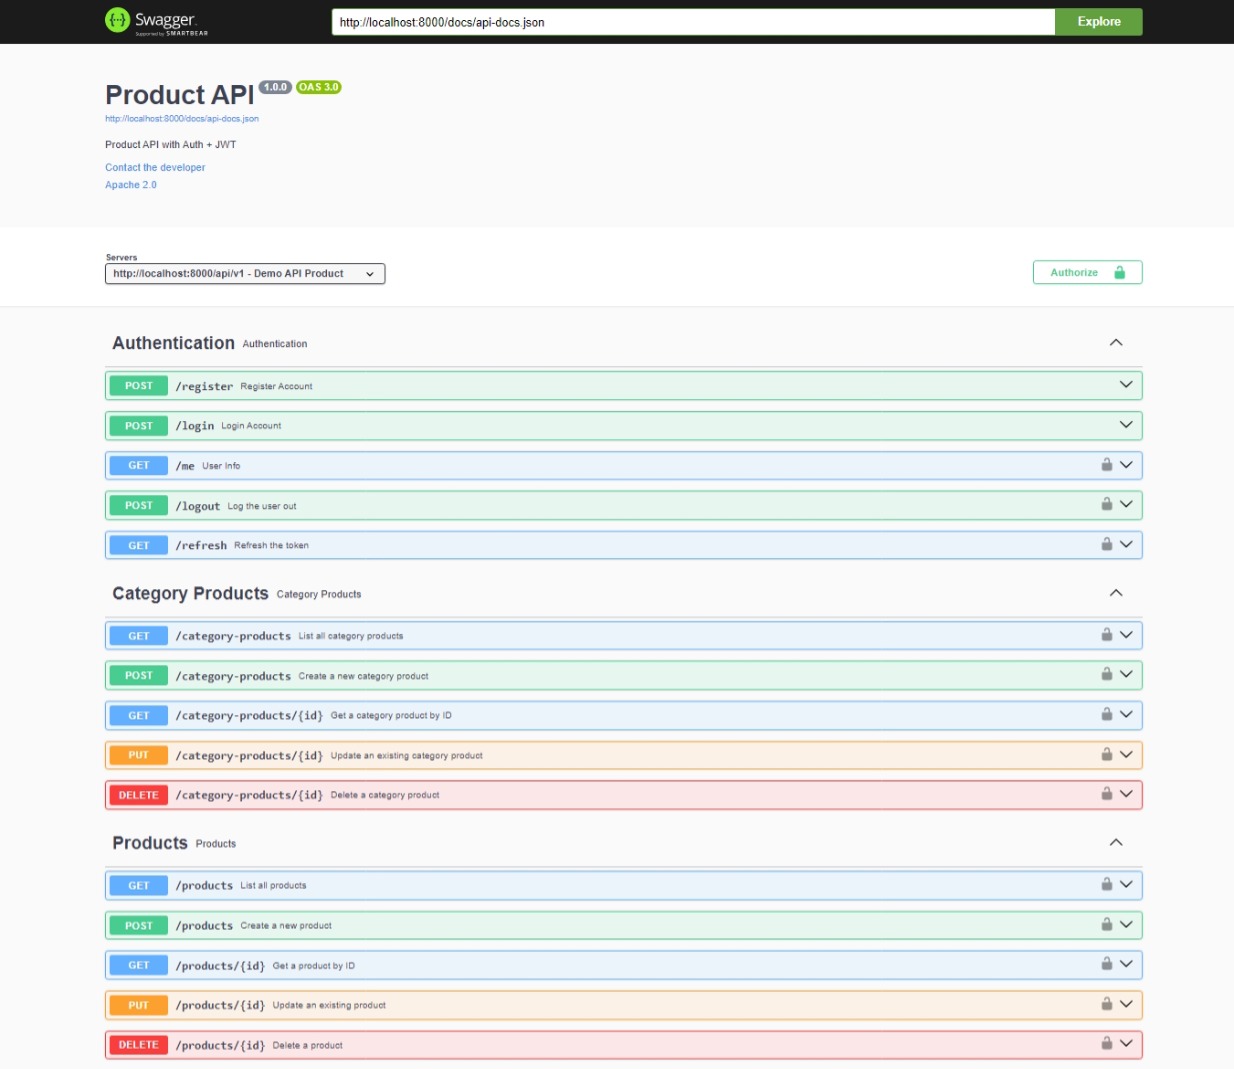 Swagger.
Supported by SMARTBEAR
http://localhost:8000/docs/api-docs.json
Explore
Product API 1.0.0 OAS 3.0
http://localhost:8000/docs/api-docs.json
Product API with Auth + JWT
Contact the developer
Apache 2.0
Servers
http://localhost:8000/api/v1 - Demo API Product
Authorize
Authentication Authentication
POST /register Register Account
POST /login Login Account
GET /me User Info
POST /logout Log the user out
GET /refresh Refresh the token
Category Products Category Products
GET /category-products List all category products
POST /category-products Create a new category product
GET /category-products/{id} Get a category product by ID
PUT /category-products/{id} Update an existing category product
DELETE /category-products/{id} Delete a category product
Products Products
GET /products List all products
POST /products Create a new product
GET /products/{id} Get a product by ID
PUT /products/{id} Update an existing product
DELETE /products/{id} Delete a product